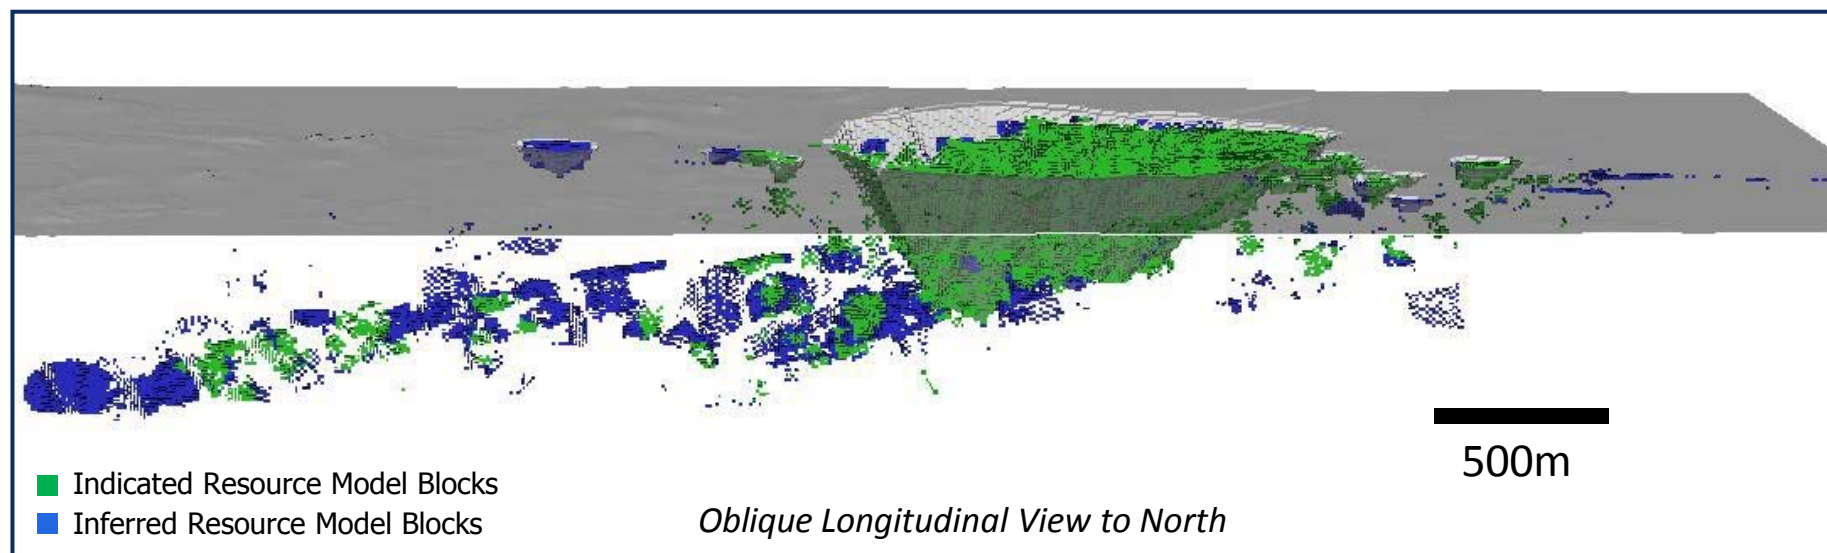 500m
Indicated Resource Model Blocks
Inferred Resource Model Blocks
Oblique Longitudinal View to North